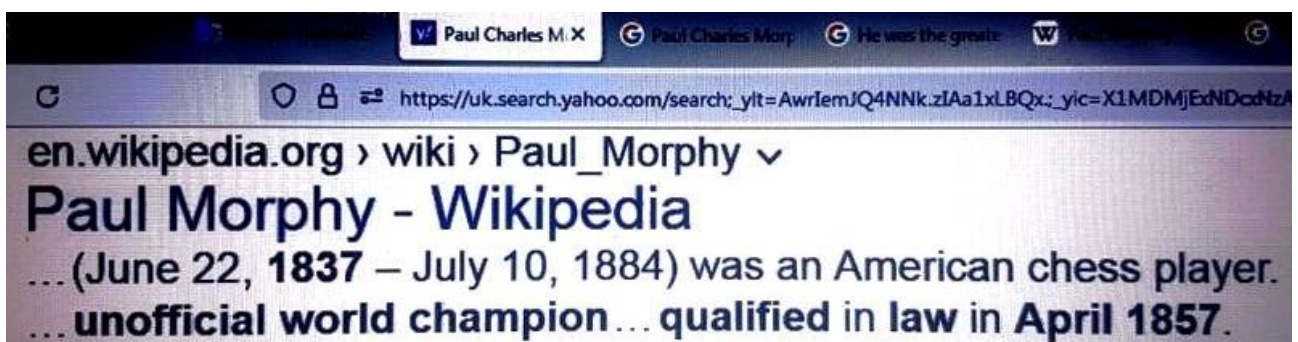 Paul Charles M Paul Charles Morp He was the greate
https://uk.search.yahoo.com/search;_ylt=AwrIemJQ4NNk.zIAa1xLBQx.;_yic=X1MDMjExNDcxNzA
en.wikipedia.org › wiki › Paul_Morphy
Paul Morphy - Wikipedia
...(June 22, 1837 – July 10, 1884) was an American chess player.
...unofficial world champion... qualified in law in April 1857.